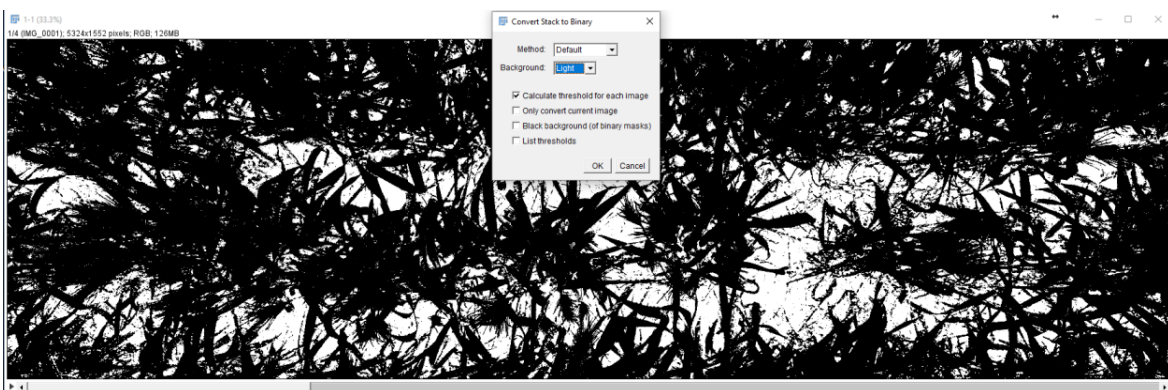 1-1 (33.3%)
1/4 (IMG_0001); 5324x1552 pixels; RGB; 126MB
Convert Stack to Binary
Method: Default
Background: Light
Calculate threshold for each image
Only convert current image
Black background (of binary masks)
List thresholds
OK Cancel